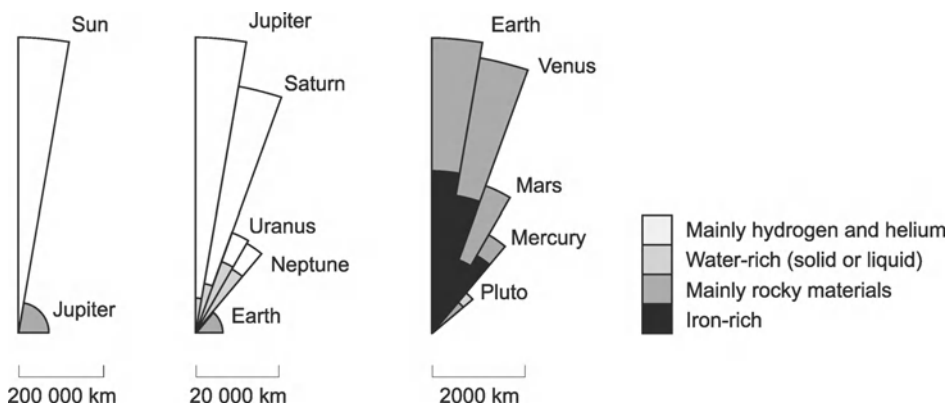 Sun
Jupiter
200 000 km
Jupiter
Saturn
Uranus
Neptune
Earth
20 000 km
Earth
Venus
Mars
Mercury
Pluto
2000 km
Mainly hydrogen and helium
Water-rich (solid or liquid)
Mainly rocky materials
Iron-rich